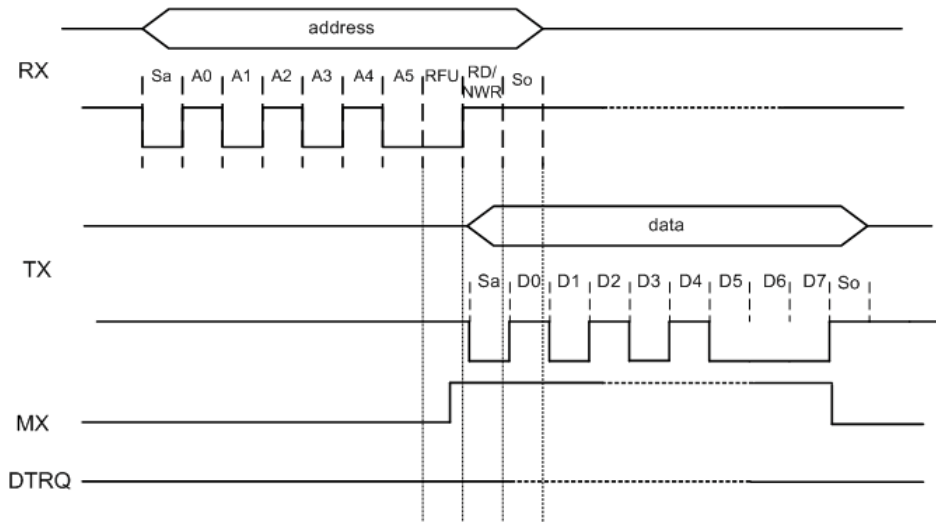 address
RX
Sa A0 A1 A2 A3 A4 A5 RFU RD/ NWR So
data
TX
Sa D0 D1 D2 D3 D4 D5 D6 D7 So
MX
DTRQ